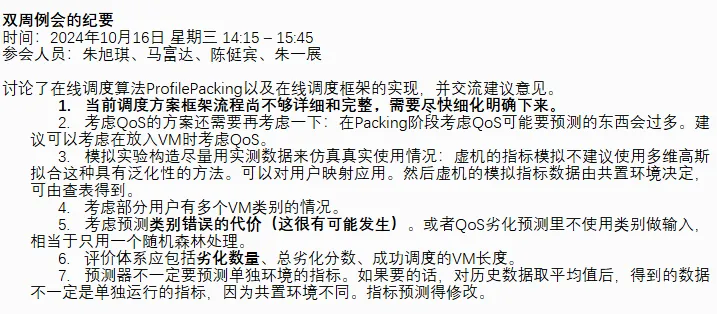 双周例会的纪要
时间：2024年10月16日 星期三 14:15 – 15:45
参会人员：朱旭琪、马富达、陈侹宾、朱一展
讨论了在线调度算法ProfilePacking以及在线调度框架的实现，并交流建议意见。
1. 当前调度方案框架流程尚不够详细和完整，需要尽快细化明确下来。
2. 考虑QoS的方案还需要再考虑一下：在Packing阶段考虑QoS可能要预测的东西会过多。建
议可以考虑在放入VM时考虑QoS。
3. 模拟实验构造尽量用实测数据来仿真真实使用情况：虚机的指标模拟不建议使用多维高斯
拟合这种具有泛化性的方法。可以对用户映射应用。然后虚机的模拟指标数据由共置环境决定，
可由查表得到。
4. 考虑部分用户有多个VM类别的情况。
5. 考虑预测类别错误的代价（这很有可能发生）。或者QoS劣化预测里不使用类别做输入，
相当于只用一个随机森林处理。
6. 评价体系应包括劣化数量、总劣化分数、成功调度的VM长度。
7. 预测器不一定要预测单独环境的指标。如果要的话，对历史数据取平均值后，得到的数据
不一定是单独运行的指标，因为共置环境不同。指标预测得修改。